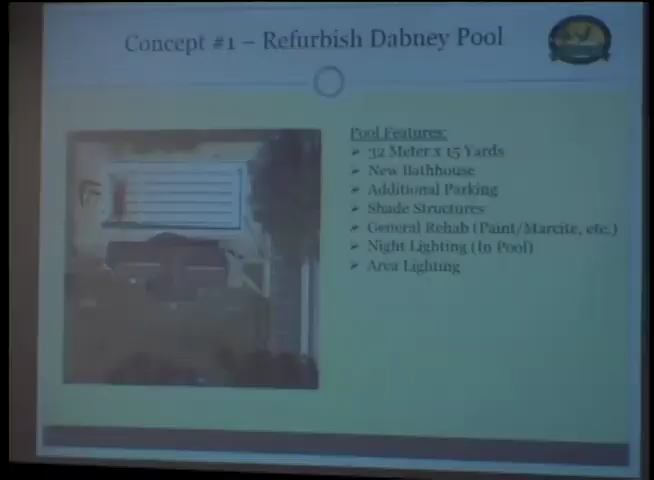 Concept #1 – Refurbish Dabney Pool
Pool Features:
➢ 32 Meter x 15 Yards
➢ New Bathhouse
➢ Additional Parking
➢ Shade Structures
➢ General Rehab (Paint/Marcite, etc.)
➢ Night Lighting (In Pool)
➢ Area Lighting